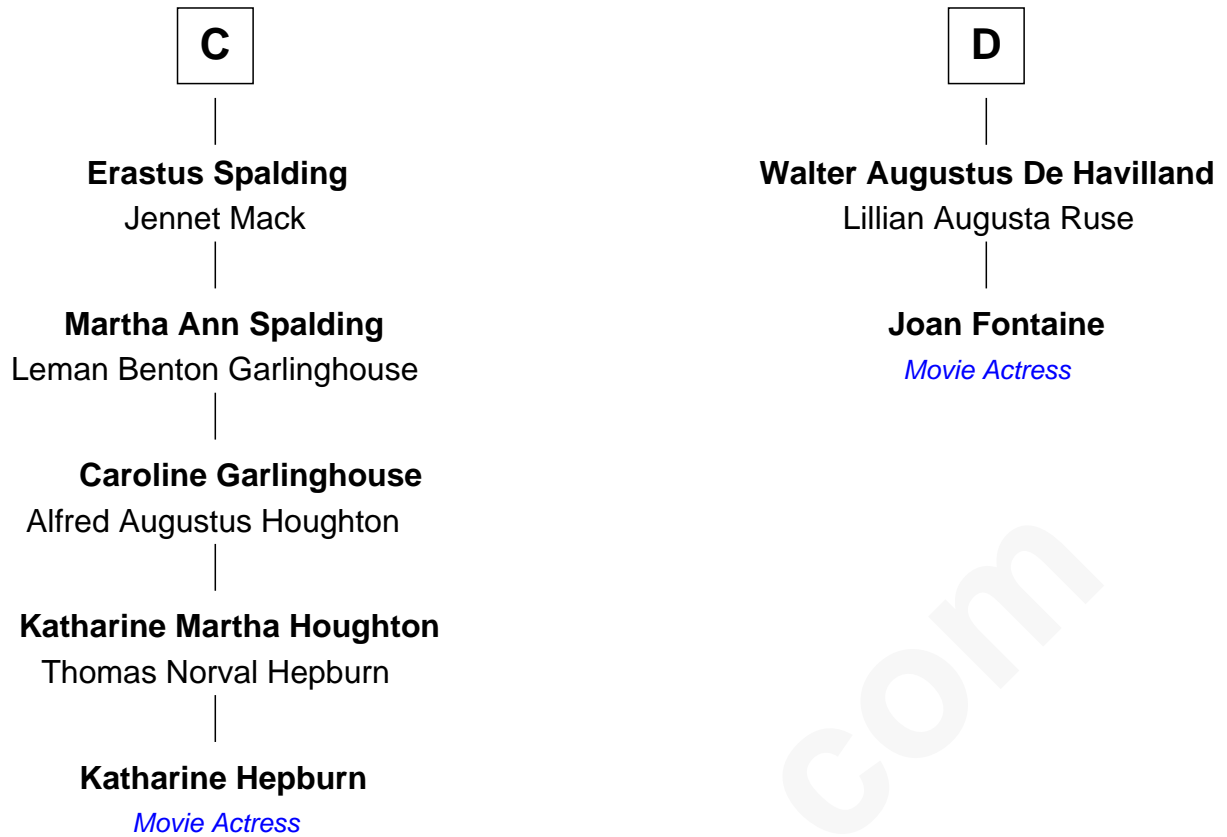 C
Erastus Spalding
Jennet Mack
Martha Ann Spalding
Leman Benton Garlinghouse
Caroline Garlinghouse
Alfred Augustus Houghton
Katharine Martha Houghton
Thomas Norval Hepburn
Katharine Hepburn
Movie Actress
D
Walter Augustus De Havilland
Lillian Augusta Ruse
Joan Fontaine
Movie Actress
com